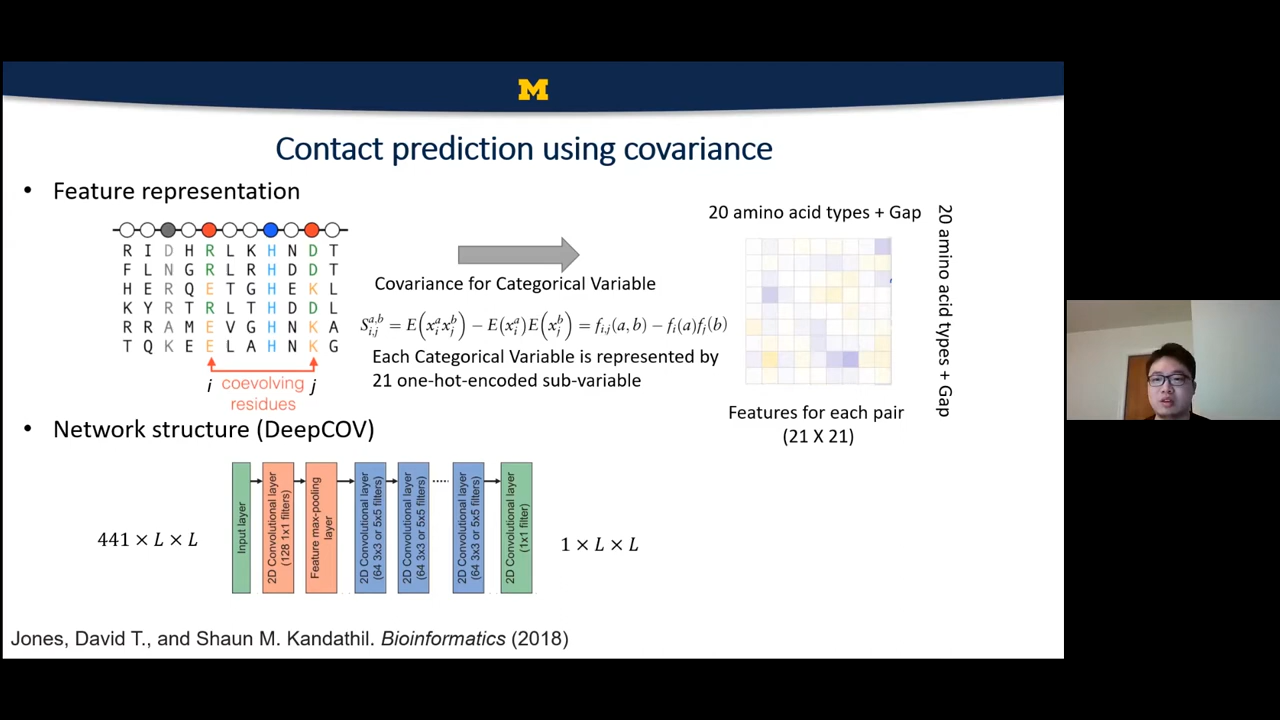 M
Contact prediction using covariance
• Feature representation
R I D H R L K H N D T
F L N G R L R H D D T
H E R Q E T G H E K L
K Y R T R L T H D D L
R R A M E V G H N K A
T Q K E E L A H N K G
i coevolving j
residues
Covariance for Categorical Variable
S_{i,j}^{a,b} = E(x_i^a x_j^b) − E(x_i^a)E(x_j^b) = f_{i,j}(a,b) − f_i(a)f_j(b)
Each Categorical Variable is represented by
21 one-hot-encoded sub-variable
20 amino acid types + Gap
20 amino acid types + Gap
Features for each pair
(21 X 21)
• Network structure (DeepCOV)
441 × L × L
Input layer
2D Convolutional layer
(128 1x1 filters)
Feature max-pooling
layer
2D Convolutional layer
(64 3x3 or 5x5 filters)
2D Convolutional layer
(64 3x3 or 5x5 filters)
2D Convolutional layer
(64 3x3 or 5x5 filters)
2D Convolutional layer
(1x1 filter)
1 × L × L
Jones, David T., and Shaun M. Kandathil. Bioinformatics (2018)